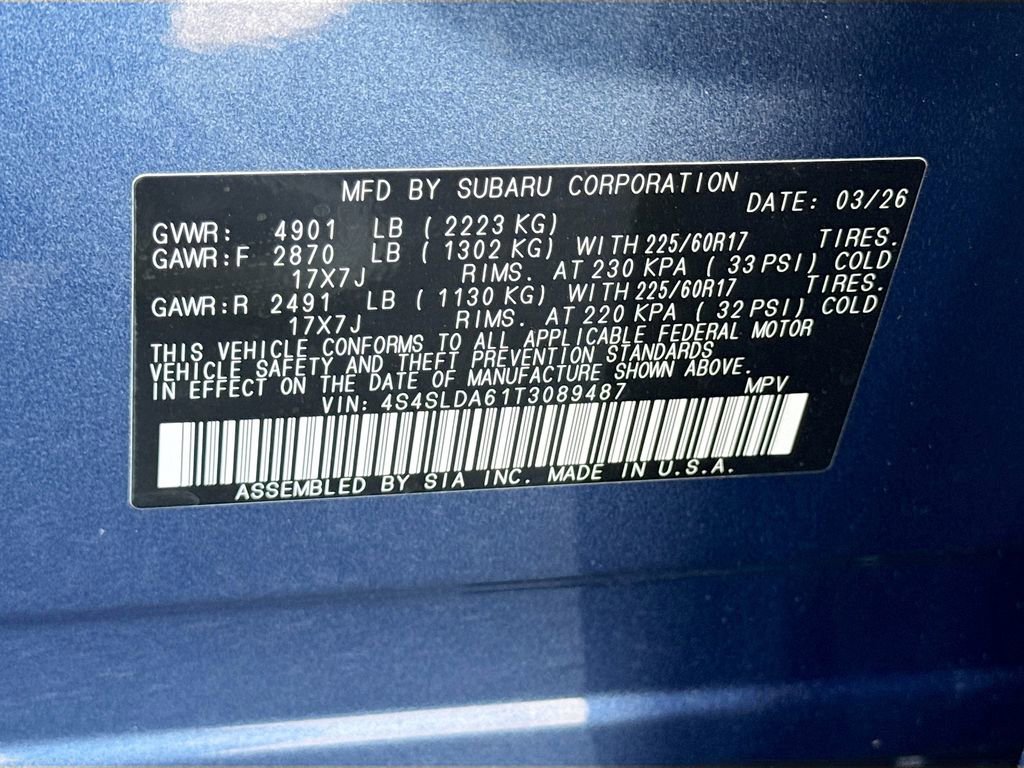 MFD BY SUBARU CORPORATION DATE: 03/26
GVWR: 4901 LB ( 2223 KG)
GAWR:F 2870 LB ( 1302 KG) WITH 225/60R17 TIRES.
17X7J RIMS. AT 230 KPA ( 33 PSI) COLD
GAWR:R 2491 LB ( 1130 KG) WITH 225/60R17 TIRES.
17X7J RIMS. AT 220 KPA ( 32 PSI) COLD
THIS VEHICLE CONFORMS TO ALL APPLICABLE FEDERAL MOTOR
VEHICLE SAFETY AND THEFT PREVENTION STANDARDS
IN EFFECT ON THE DATE OF MANUFACTURE SHOWN ABOVE.
VIN: 4S4SLDA61T3089487 MPV
ASSEMBLED BY SIA INC. MADE IN U.S.A.